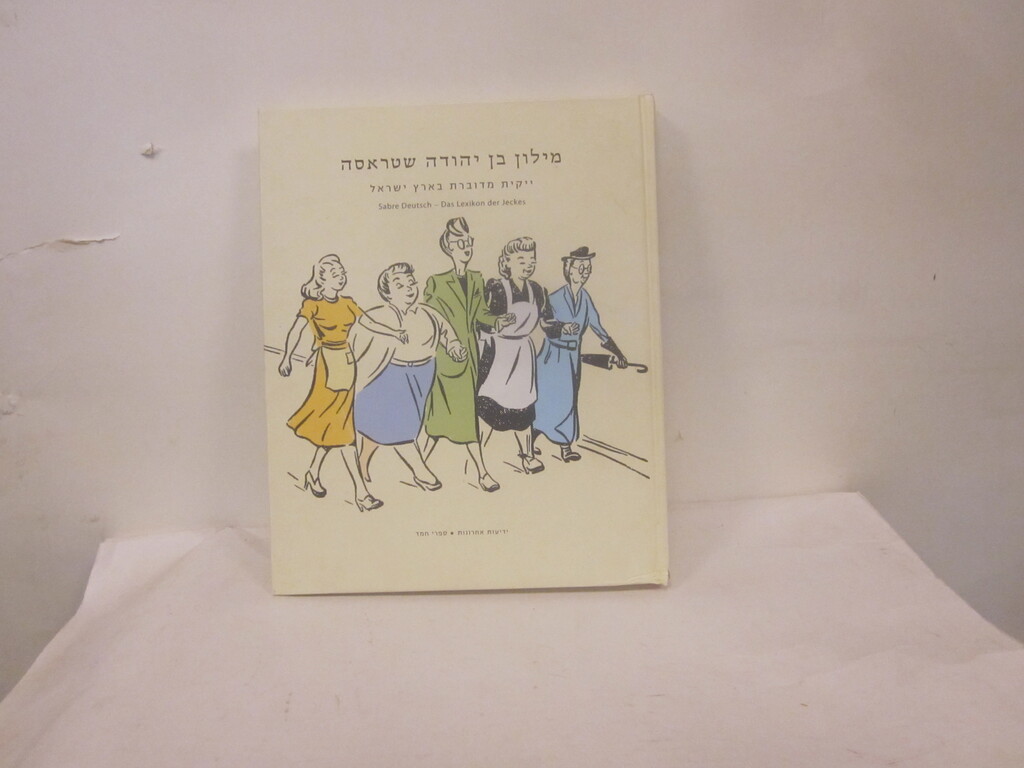 מילון בן יהודה שטראסה
ייקית מדוברת בארץ ישראל
Sabre Deutsch – Das Lexikon der Jeckes
ידיעות אחרונות • ספרי חמד